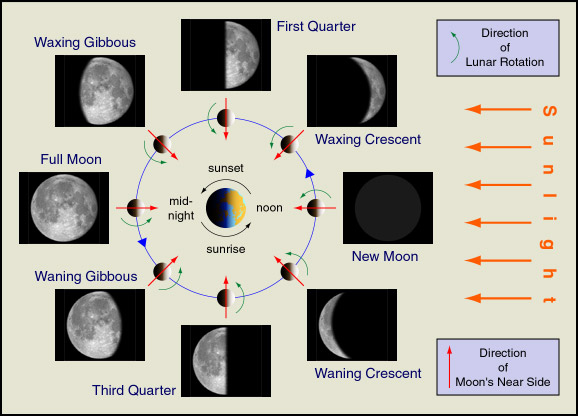 First Quarter
Direction
of
Lunar Rotation
Waxing Gibbous
Waxing Crescent
Sunlight
Full Moon
sunset
mid-
night
noon
sunrise
New Moon
Waning Gibbous
Third Quarter
Waning Crescent
Direction
of
Moon's Near Side